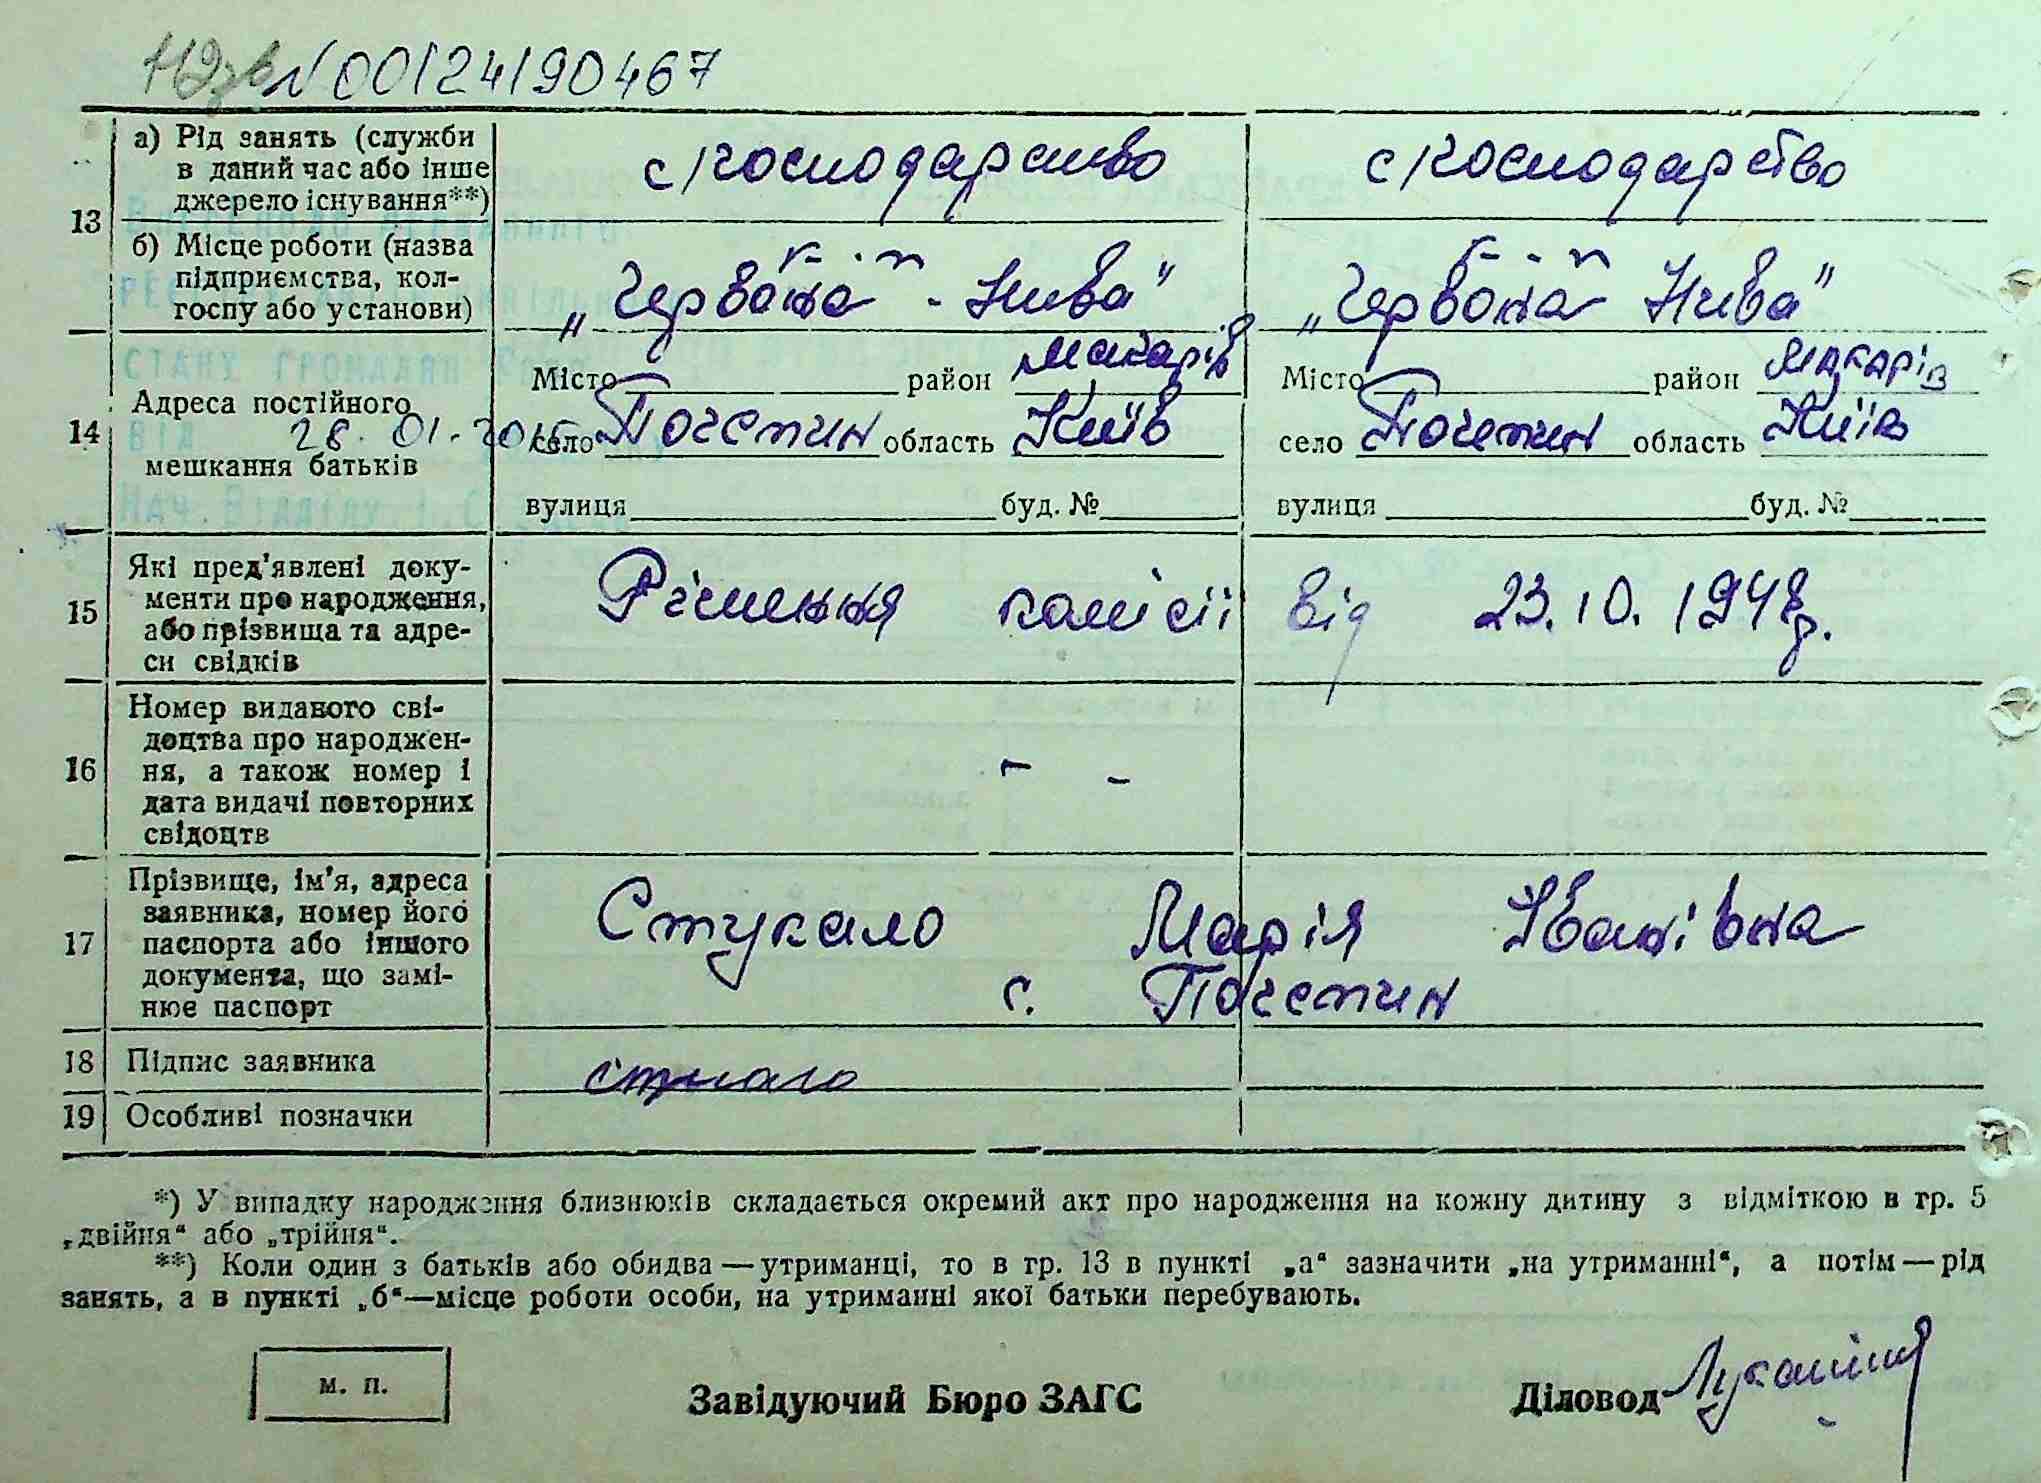 № 00124190467
13
а) Рід занять (служби в даний час або інше джерело існування**)
с/господарство
с/господарство
б) Місце роботи (назва підприємства, колгоспу або установи)
к-п
„Червона - Нива"
к-п
„Червона Нива"
14
Адреса постійного мешкання батьків
28.01.
Місто район Макарів
село Почепин область Київ
вулиця буд. №
Місто район Макарів
село Почепин область Київ
вулиця буд. №
15
Які пред'явлені документи про народження, або прізвища та адреси свідків
Рішення комісії від 23.10.1948р.
16
Номер виданого свідоцтва про народження, а також номер і дата видачі повторних свідоцтв
- -
17
Прізвище, ім'я, адреса заявника, номер його паспорта або іншого документа, що замінює паспорт
Стукало Марія Іванівна
с. Почепин
18 Підпис заявника
19 Особливі позначки
*) У випадку народження близнюків складається окремий акт про народження на кожну дитину з відміткою в гр. 5
„двійня" або „трійня".
**) Коли один з батьків або обидва — утриманці, то в гр. 13 в пункті „а" зазначити „на утриманні", а потім — рід
занять, а в пункті „б"—місце роботи особи, на утриманні якої батьки перебувають.
м. п.
Завідуючий Бюро ЗАГС
Діловод